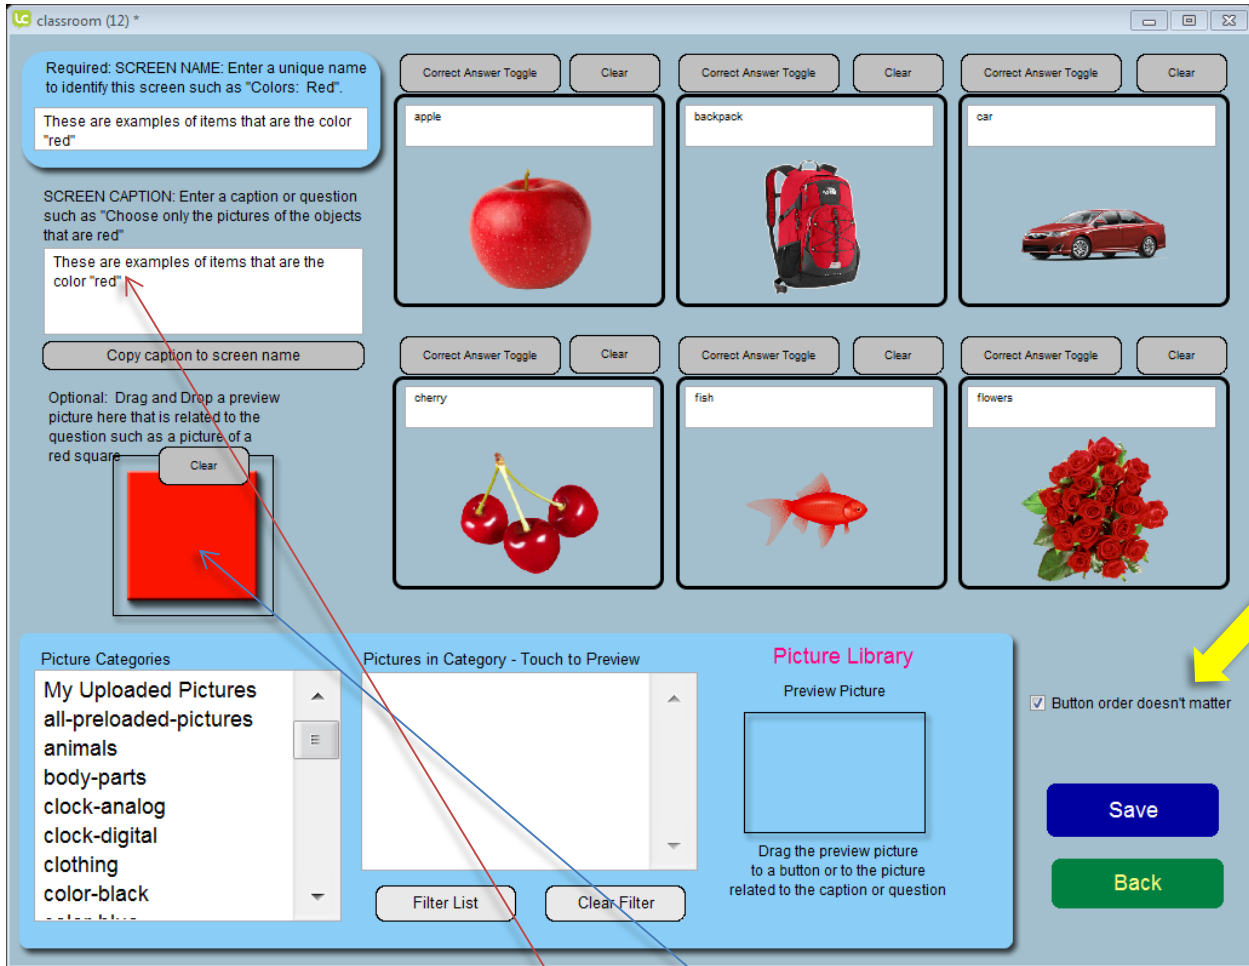 classroom (12) *
Required: SCREEN NAME: Enter a unique name
to identify this screen such as "Colors: Red".
These are examples of items that are the color
"red"
SCREEN CAPTION: Enter a caption or question
such as "Choose only the pictures of the objects
that are red"
These are examples of items that are the
color "red"
Copy caption to screen name
Optional: Drag and Drop a preview
picture here that is related to the
question such as a picture of a
red square
Clear
Correct Answer Toggle
Clear
apple
Correct Answer Toggle
Clear
backpack
Correct Answer Toggle
Clear
car
Correct Answer Toggle
Clear
cherry
Correct Answer Toggle
Clear
fish
Correct Answer Toggle
Clear
flowers
Picture Categories
My Uploaded Pictures
all-preloaded-pictures
animals
body-parts
clock-analog
clock-digital
clothing
color-black
Pictures in Category - Touch to Preview
Filter List
Clear Filter
Picture Library
Preview Picture
Drag the preview picture
to a button or to the picture
related to the caption or question
Button order doesn't matter
Save
Back